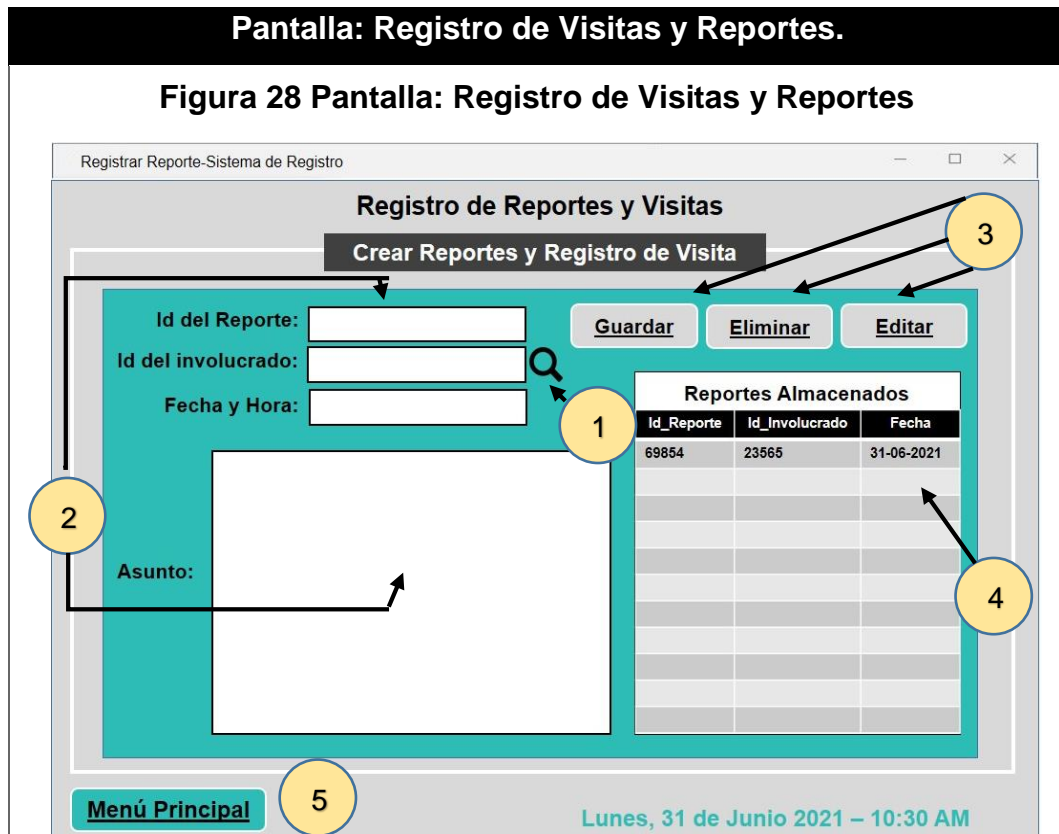 Pantalla: Registro de Visitas y Reportes.
Figura 28 Pantalla: Registro de Visitas y Reportes
Registrar Reporte-Sistema de Registro
Registro de Reportes y Visitas
3
Crear Reportes y Registro de Visita
Id del Reporte:
Guardar Eliminar Editar
Id del involucrado:
Fecha y Hora:
1
Reportes Almacenados
Id_Reporte Id_Involucrado Fecha
69854 23565 31-06-2021
2
Asunto:
4
Menú Principal
5
Lunes, 31 de Junio 2021 – 10:30 AM